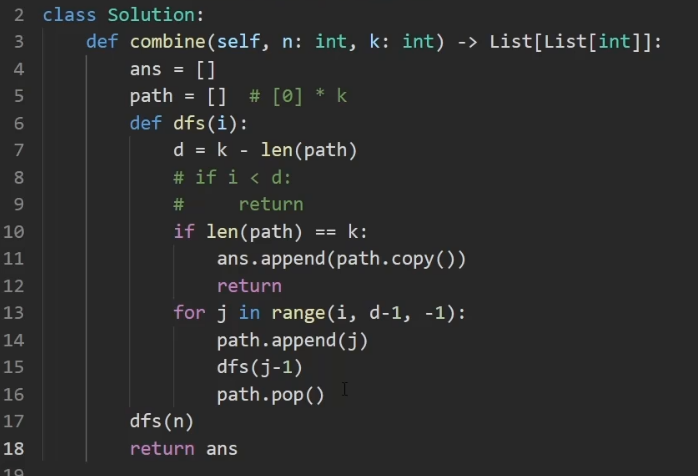 2 class Solution:
3     def combine(self, n: int, k: int) -> List[List[int]]:
4         ans = []
5         path = []  # [0] * k
6         def dfs(i):
7             d = k - len(path)
8             # if i < d:
9             #     return
10             if len(path) == k:
11                 ans.append(path.copy())
12                 return
13             for j in range(i, d-1, -1):
14                 path.append(j)
15                 dfs(j-1)
16                 path.pop()
17         dfs(n)
18         return ans
19